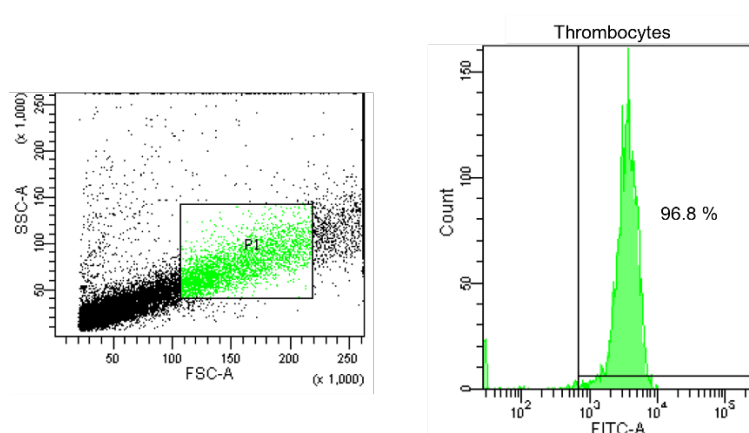 Thrombocytes
(x 1,000)
250
200
150
100
50
SSC-A
P1
50
100
150
200
250
FSC-A
(x 1,000)
150
100
50
0
Count
96.8 %
10²
10³
10⁴
10⁵
FITC-A